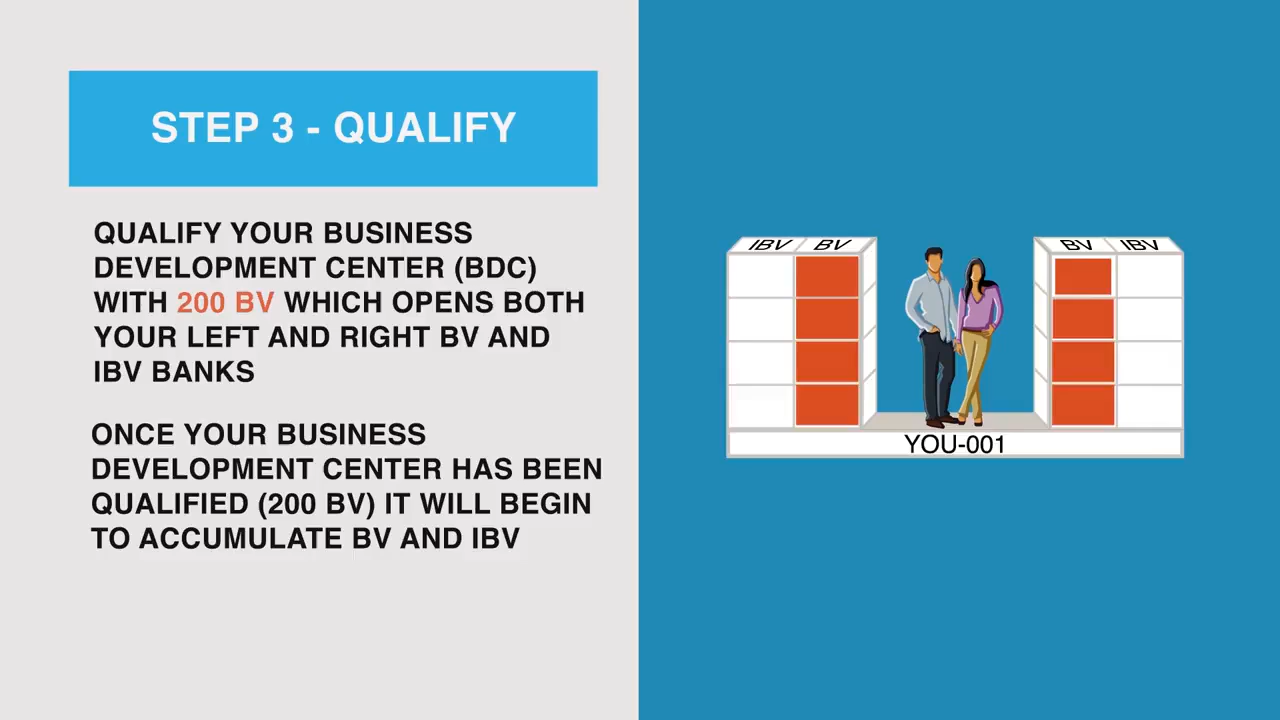 STEP 3 - QUALIFY
QUALIFY YOUR BUSINESS
DEVELOPMENT CENTER (BDC)
WITH 200 BV WHICH OPENS BOTH
YOUR LEFT AND RIGHT BV AND
IBV BANKS
ONCE YOUR BUSINESS
DEVELOPMENT CENTER HAS BEEN
QUALIFIED (200 BV) IT WILL BEGIN
TO ACCUMULATE BV AND IBV
IBV BV
BV IBV
YOU-001